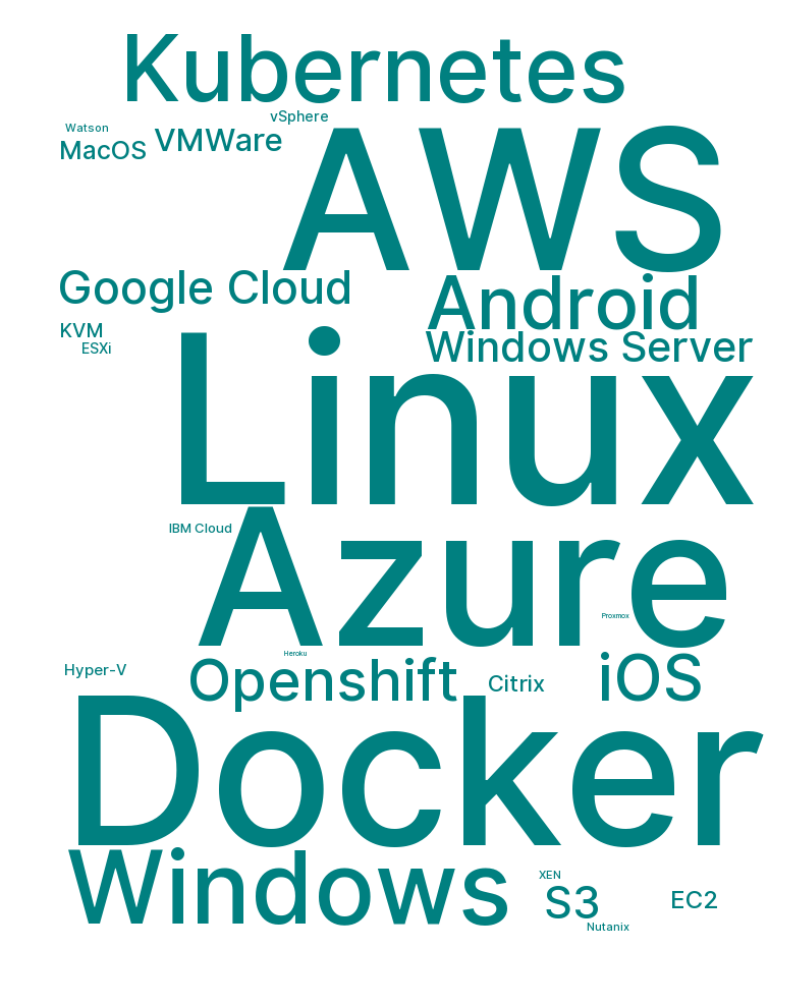 Kubernetes
vSphere
Watson
MacOS VMWare
AWS
Google Cloud
Android
KVM
ESXi
Windows Server
Linux
IBM Cloud
Azure
Proxmox
Heroku
Hyper-V
Openshift
Citrix
iOS
Docker
Windows
XEN
S3
EC2
Nutanix